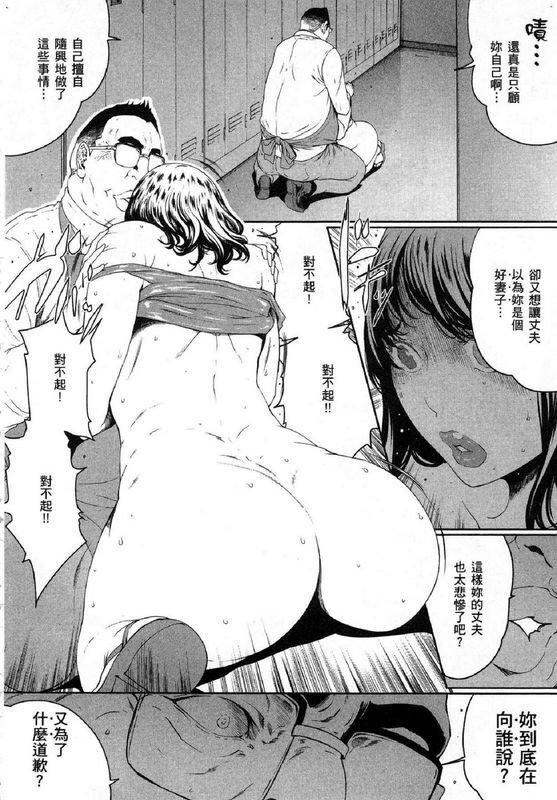 嘖…
還真是只顧
妳自己啊…
自己擅自
隨興地做了
這些事情…
卻又想讓丈夫
以為妳是個
好妻子…
對不起！
對不起!!
對不起！
對不起!!
這樣妳的丈夫
也太悲慘了吧？
妳到底在
向誰說？
又為了
什麼道歉？